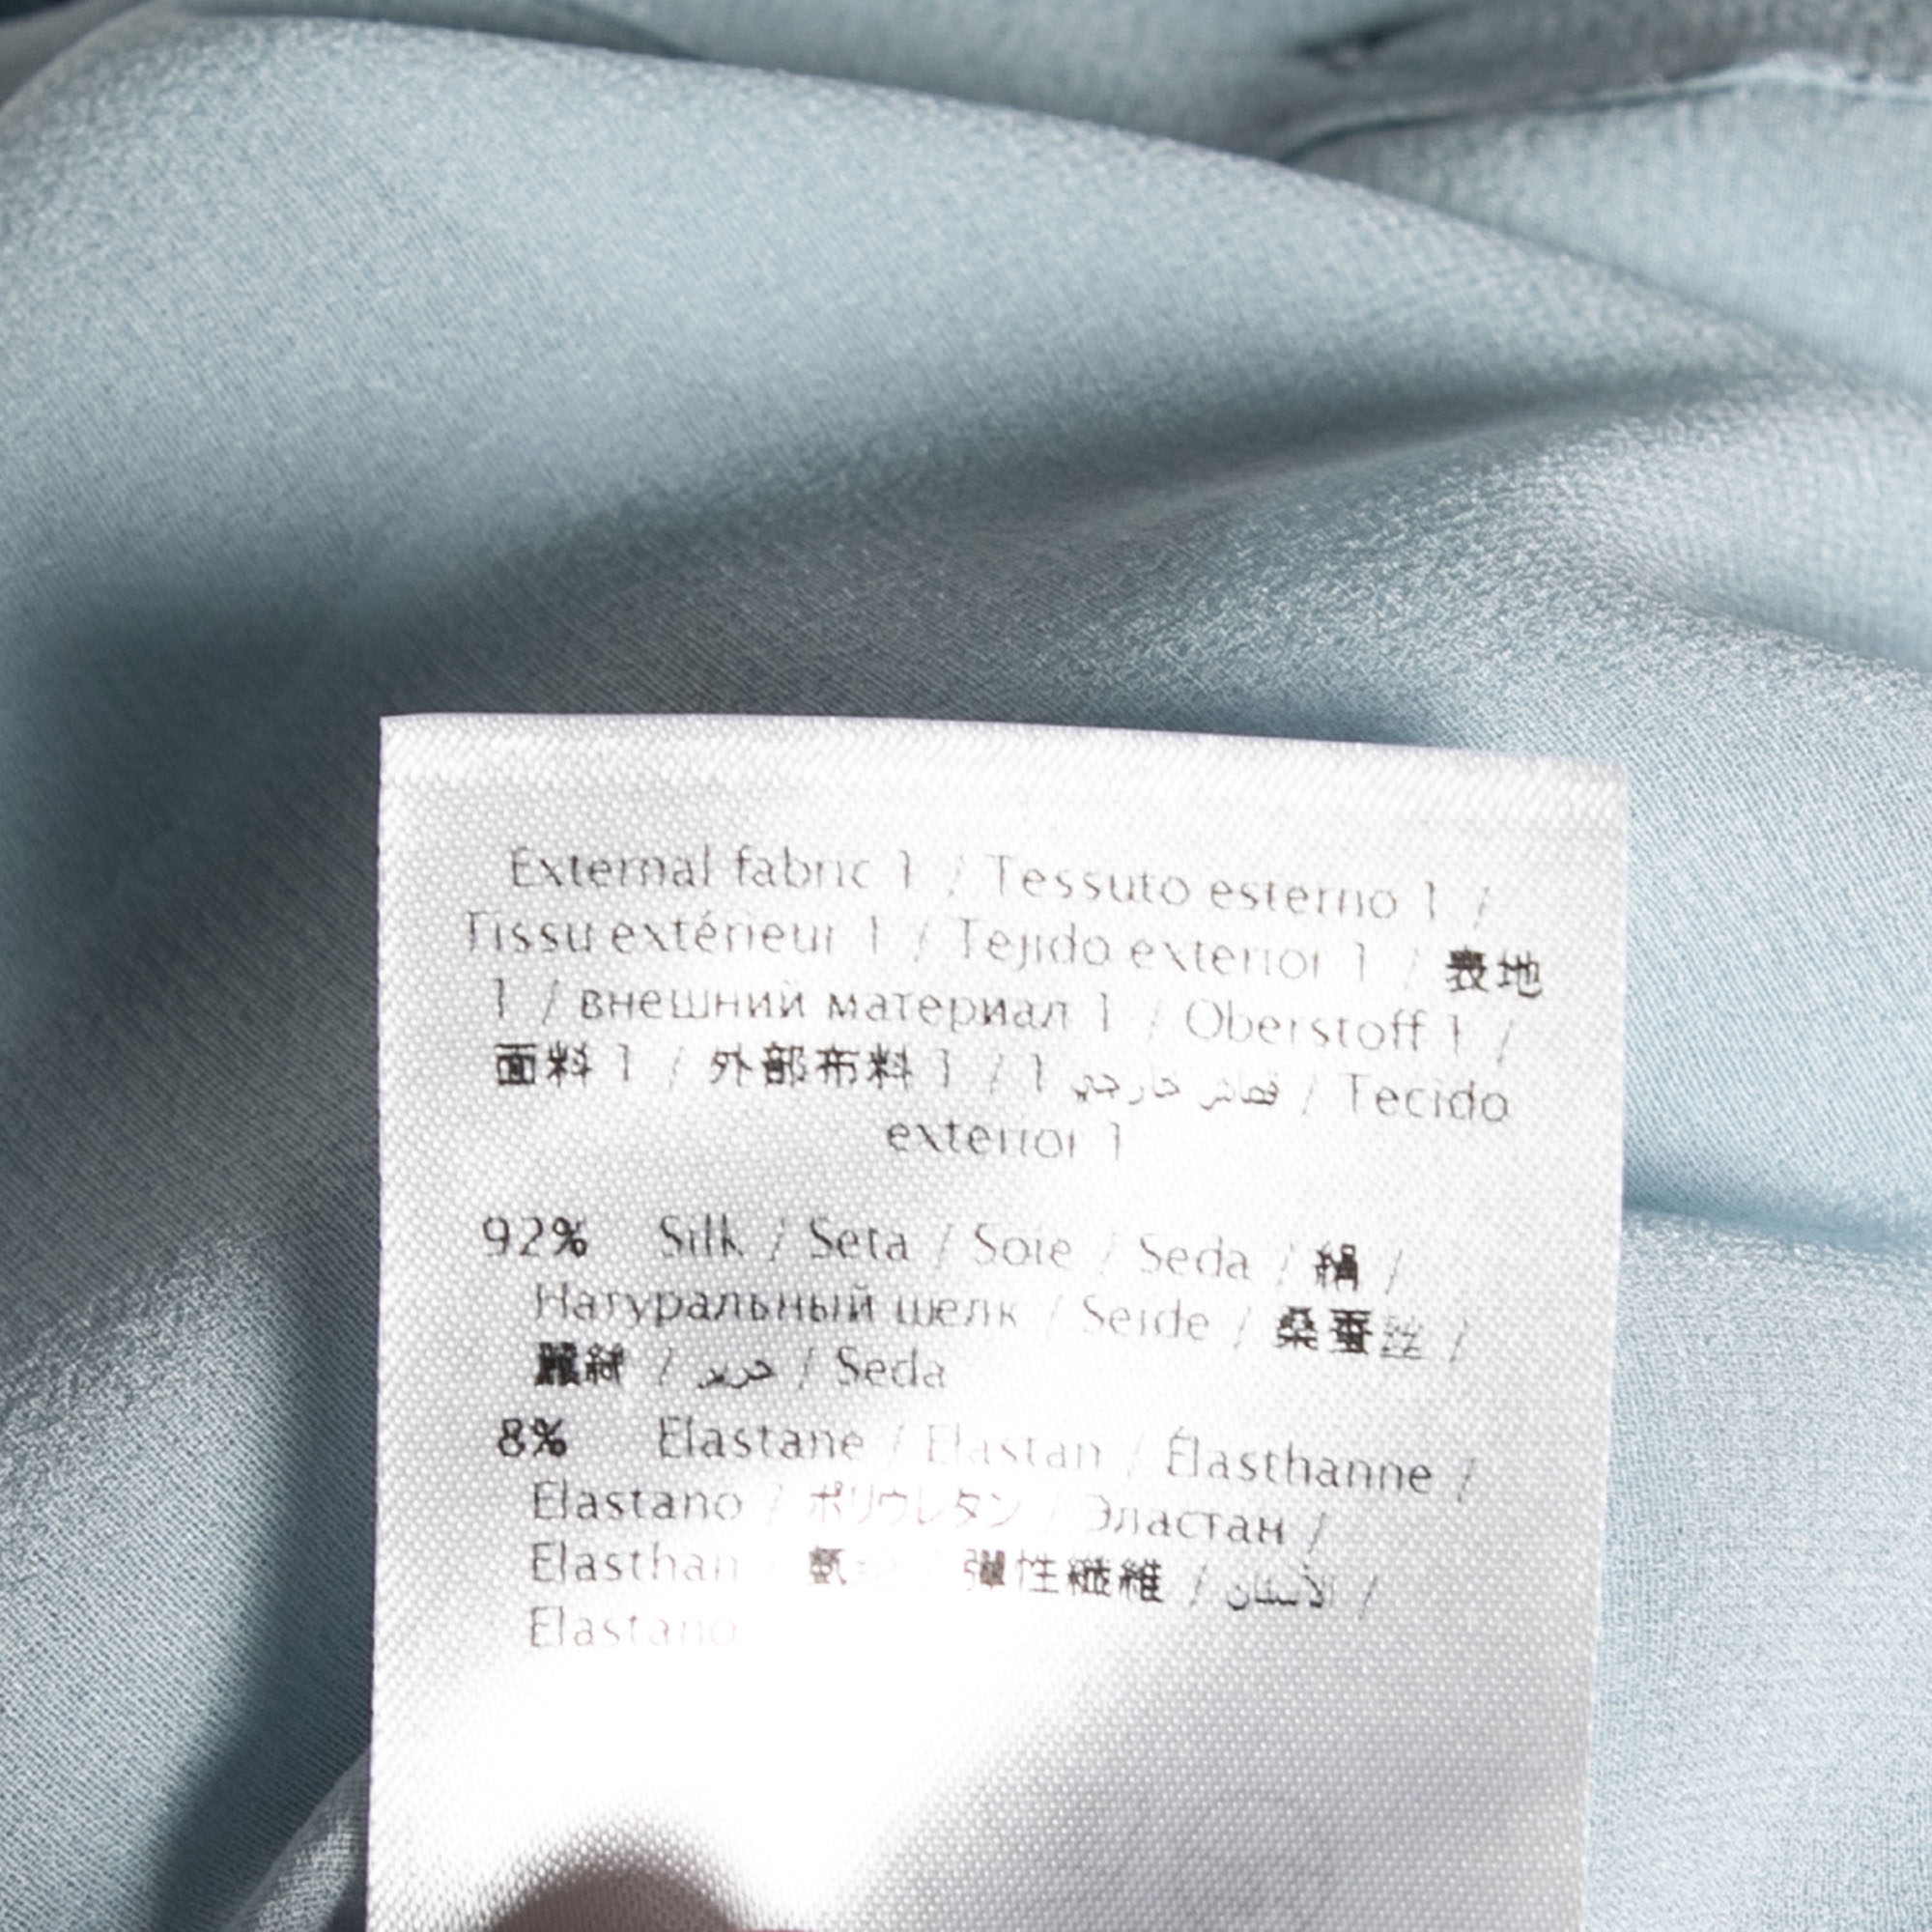 External fabric 1 / Tessuto esterno 1 /
Tissu extérieur 1 / Tejido exterior 1 / 表地
1 / внешний материал 1 / Oberstoff 1 /
面料 1 / 外部布料 1 / 1 قماش خارجي / Tecido
exterior 1
92% Silk / Seta / Soie / Seda / 絹 /
Натуральный шелк / Seide / 桑蚕丝 /
/ حرير / Seda
8% Elastane / Elastan / Élasthanne /
Elastano / ポリウレタン / Эластан /
Elasthan / 氨纶 / 彈性纖維 / الأستان /
Elastano